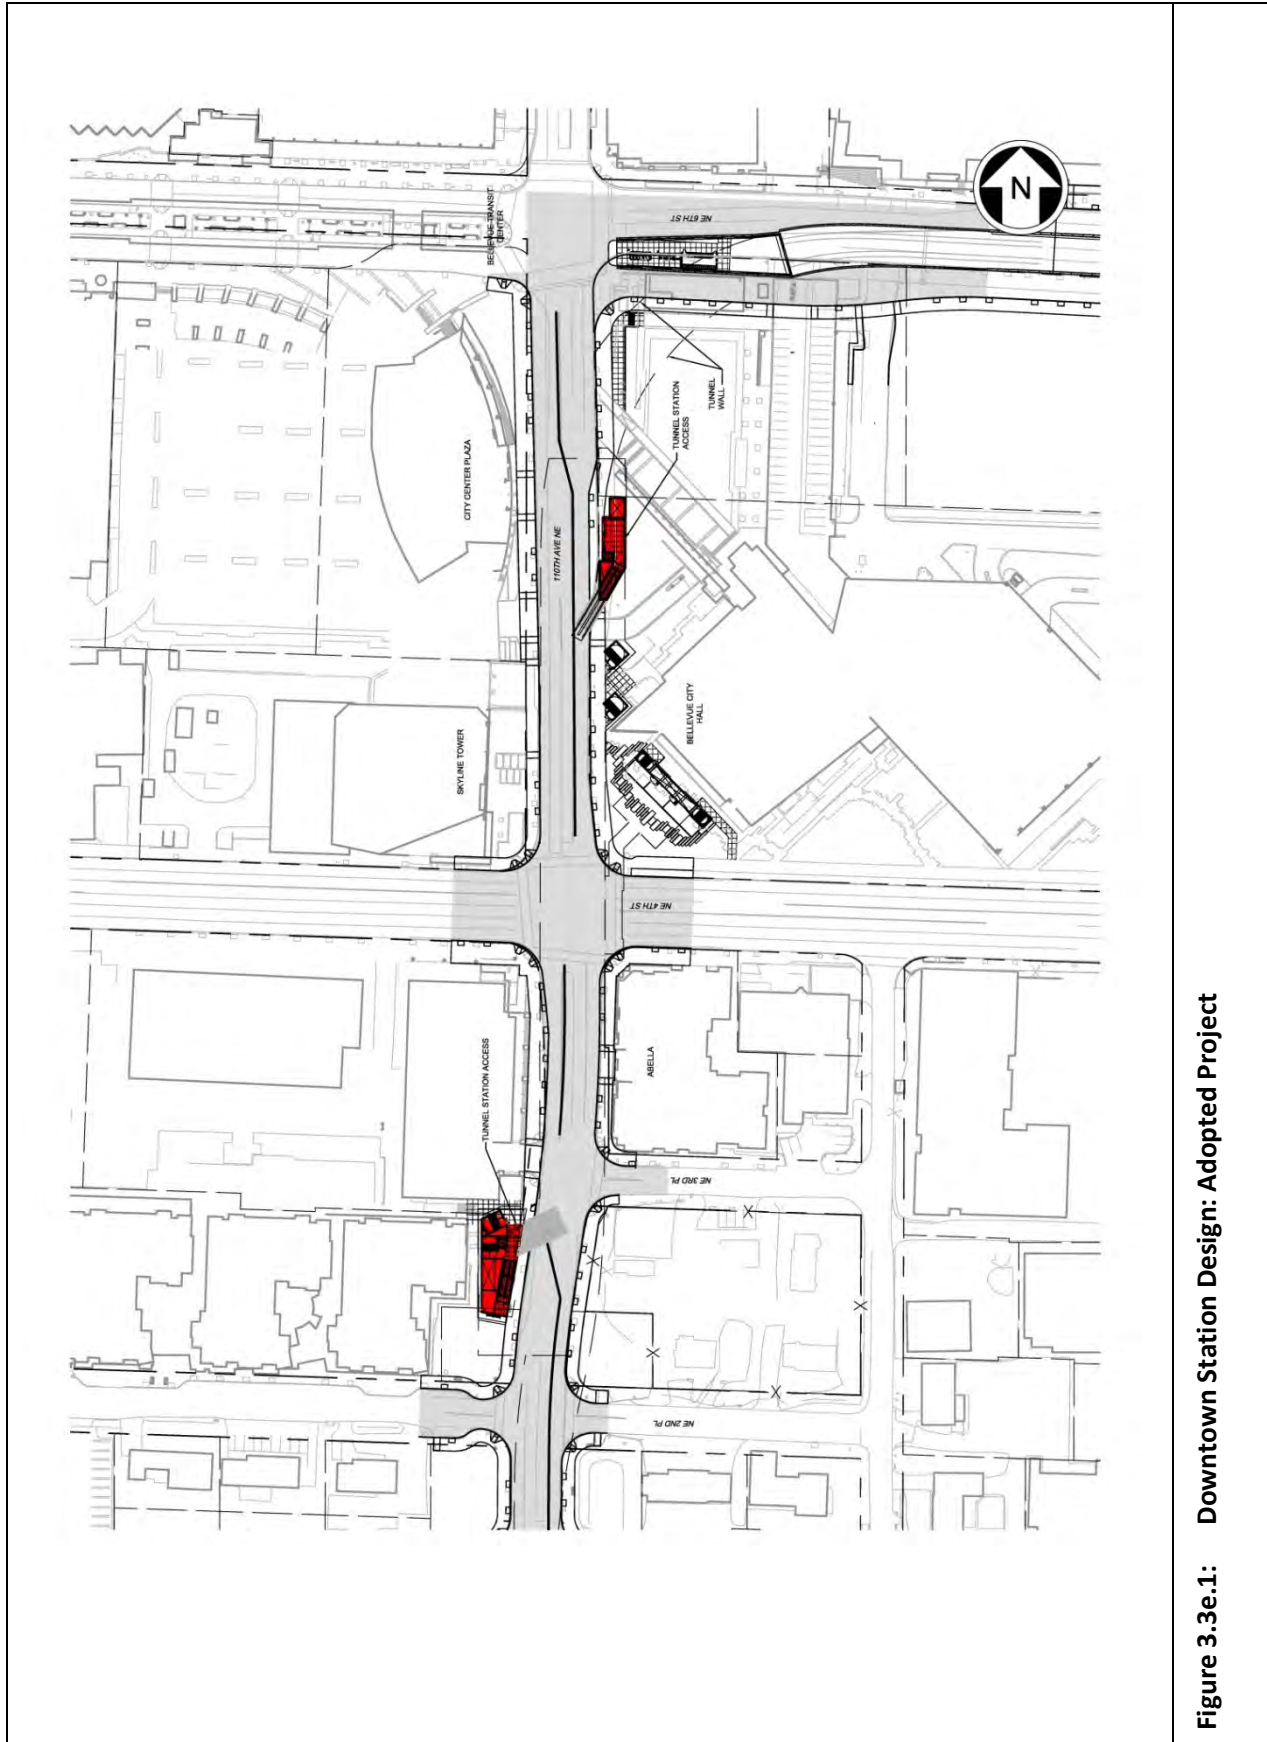 BELLEVUE TRANSIT
CENTER
NE 6TH ST
N
CITY CENTER PLAZA
110TH AVE NE
TUNNEL STATION
ACCESS
TUNNEL
WALL
SKYLINE TOWER
BELLEVUE CITY
HALL
NE 4TH ST
TUNNEL STATION ACCESS
ABELLA
NE 3RD PL
NE 2ND PL
Figure 3.3e.1: Downtown Station Design: Adopted Project